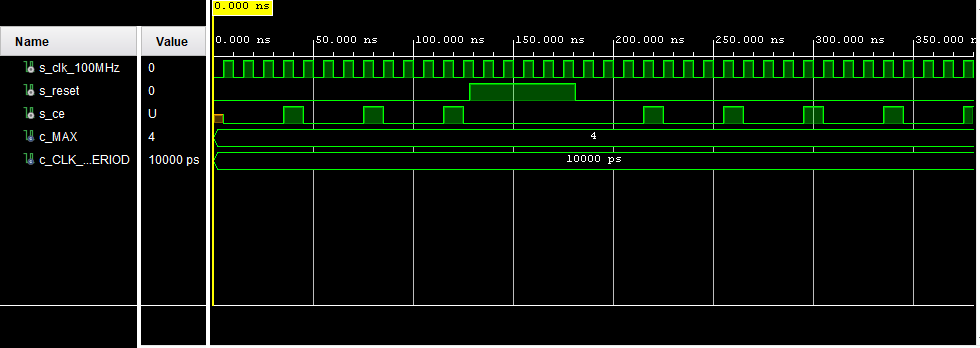 0.000 ns
Name Value
0.000 ns 50.000 ns 100.000 ns 150.000 ns 200.000 ns 250.000 ns 300.000 ns 350.000
s_clk_100MHz 0
s_reset 0
s_ce U
c_MAX 4 4
c_CLK_...ERIOD 10000 ps 10000 ps